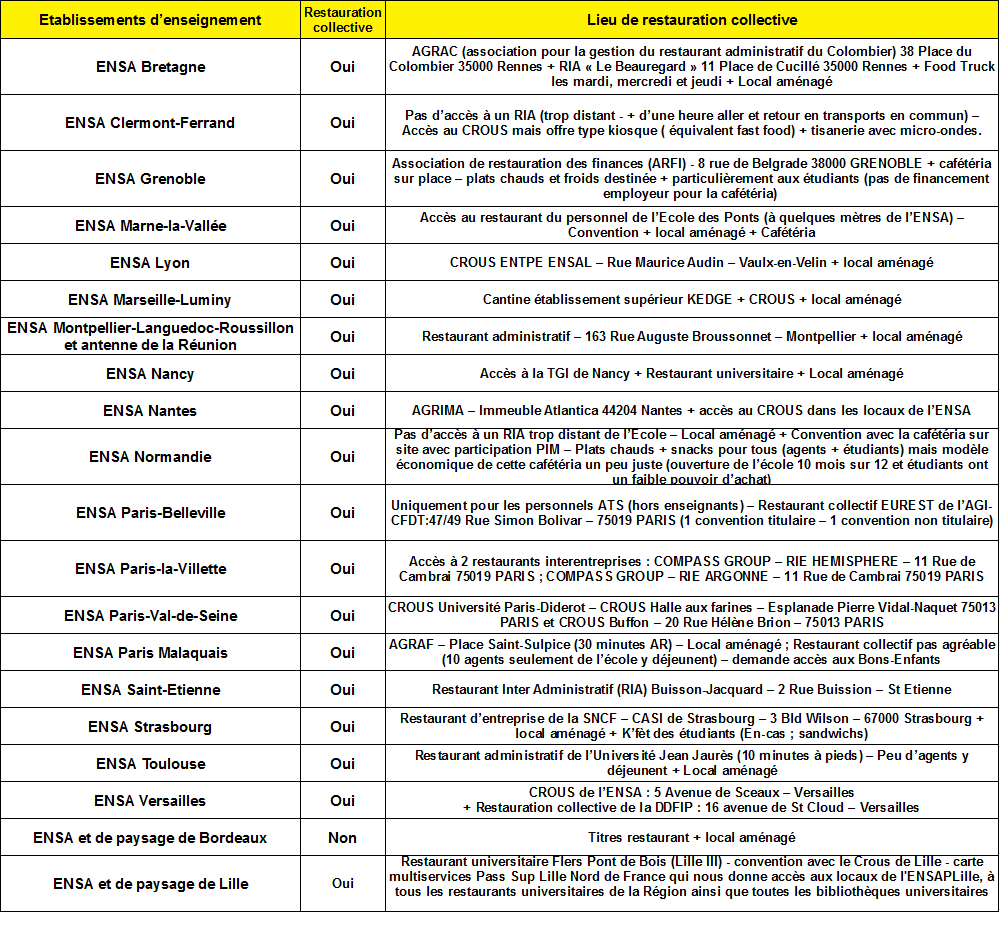 Etablissements d’enseignement
Restauration
collective
Lieu de restauration collective
ENSA Bretagne
Oui
AGRAC (association pour la gestion du restaurant administratif du Colombier) 38 Place du
Colombier 35000 Rennes + RIA « Le Beauregard » 11 Place de Cucillé 35000 Rennes + Food Truck
les mardi, mercredi et jeudi + Local aménagé
ENSA Clermont-Ferrand
Oui
Pas d’accès à un RIA (trop distant - + d’une heure aller et retour en transports en commun) –
Accès au CROUS mais offre type kiosque ( équivalent fast food) + tisanerie avec micro-ondes.
ENSA Grenoble
Oui
Association de restauration des finances (ARFI) - 8 rue de Belgrade 38000 GRENOBLE + cafétéria
sur place – plats chauds et froids destinée + particulièrement aux étudiants (pas de financement
employeur pour la cafétéria)
ENSA Marne-la-Vallée
Oui
Accès au restaurant du personnel de l’Ecole des Ponts (à quelques mètres de l’ENSA) –
Convention + local aménagé + Cafétéria
ENSA Lyon
Oui
CROUS ENTPE ENSAL – Rue Maurice Audin – Vaulx-en-Velin + local aménagé
ENSA Marseille-Luminy
Oui
Cantine établissement supérieur KEDGE + CROUS + local aménagé
ENSA Montpellier-Languedoc-Roussillon
et antenne de la Réunion
Oui
Restaurant administratif – 163 Rue Auguste Broussonnet – Montpellier + local aménagé
ENSA Nancy
Oui
Accès à la TGI de Nancy + Restaurant universitaire + Local aménagé
ENSA Nantes
Oui
AGRIMA – Immeuble Atlantica 44204 Nantes + accès au CROUS dans les locaux de l’ENSA
ENSA Normandie
Oui
Pas d’accès à un RIA trop distant de l’Ecole – Local aménagé + Convention avec la cafétéria sur
site avec participation PIM – Plats chauds + snacks pour tous (agents + étudiants) mais modèle
économique de cette cafétéria un peu juste (ouverture de l’école 10 mois sur 12 et étudiants ont
un faible pouvoir d’achat)
ENSA Paris-Belleville
Oui
Uniquement pour les personnels ATS (hors enseignants) – Restaurant collectif EUREST de l’AGI-
CFDT:47/49 Rue Simon Bolivar – 75019 PARIS (1 convention titulaire – 1 convention non titulaire)
ENSA Paris-la-Villette
Oui
Accès à 2 restaurants interentreprises : COMPASS GROUP – RIE HEMISPHERE – 11 Rue de
Cambrai 75019 PARIS ; COMPASS GROUP – RIE ARGONNE – 11 Rue de Cambrai 75019 PARIS
ENSA Paris-Val-de-Seine
Oui
CROUS Université Paris-Diderot – CROUS Halle aux farines – Esplanade Pierre Vidal-Naquet 75013
PARIS et CROUS Buffon – 20 Rue Hélène Brion – 75013 PARIS
ENSA Paris Malaquais
Oui
AGRAF – Place Saint-Sulpice (30 minutes AR) – Local aménagé ; Restaurant collectif pas agréable
(10 agents seulement de l’école y déjeunent) – demande accès aux Bons-Enfants
ENSA Saint-Etienne
Oui
Restaurant Inter Administratif (RIA) Buisson-Jacquard – 2 Rue Buission – St Etienne
ENSA Strasbourg
Oui
Restaurant d’entreprise de la SNCF – CASI de Strasbourg – 3 Bld Wilson – 67000 Strasbourg +
local aménagé + K’fèt des étudiants (En-cas ; sandwichs)
ENSA Toulouse
Oui
Restaurant administratif de l’Université Jean Jaurès (10 minutes à pieds) – Peu d’agents y
déjeunent + Local aménagé
ENSA Versailles
Oui
CROUS de l’ENSA : 5 Avenue de Sceaux – Versailles
+ Restauration collective de la DDFIP : 16 avenue de St Cloud – Versailles
ENSA et de paysage de Bordeaux
Non
Titres restaurant + local aménagé
ENSA et de paysage de Lille
Oui
Restaurant universitaire Flers Pont de Bois (Lille III) - convention avec le Crous de Lille - carte
multiservices Pass Sup Lille Nord de France qui nous donne accès aux locaux de l'ENSAPLille, à
tous les restaurants universitaires de la Région ainsi que toutes les bibliothèques universitaires